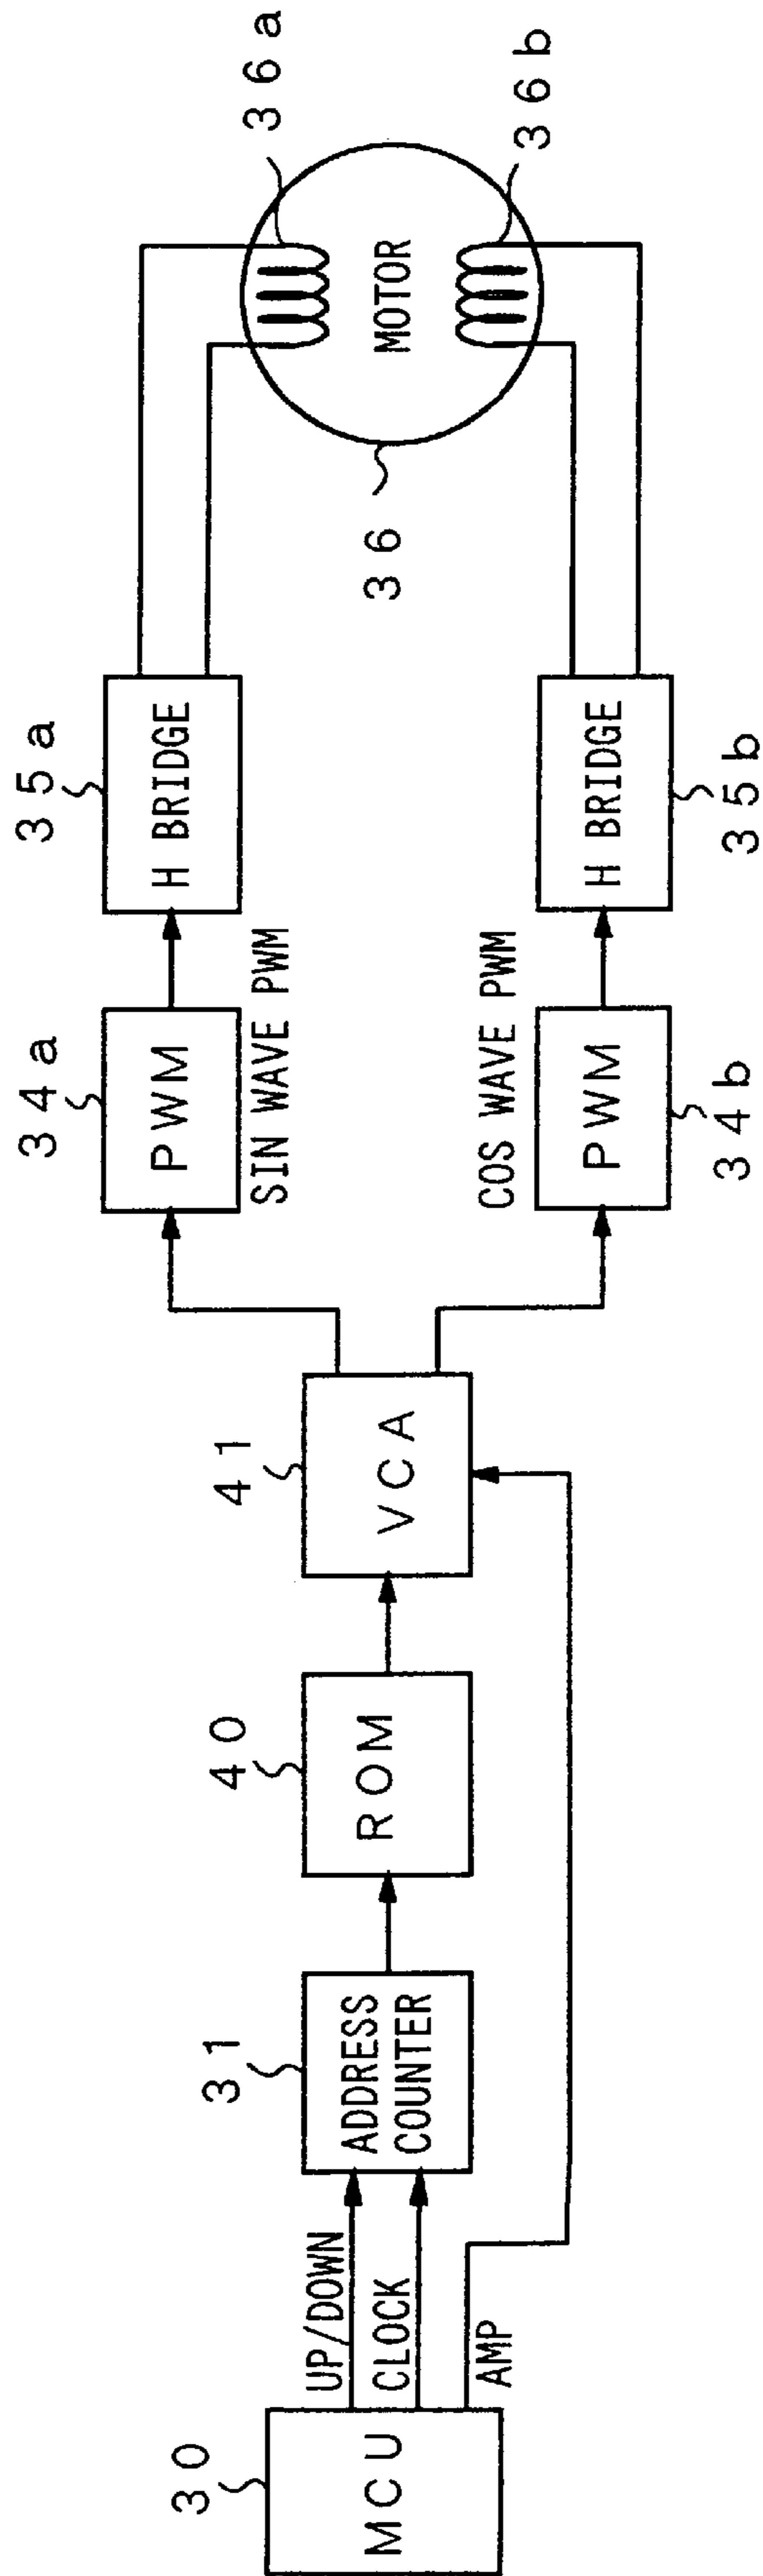 30
MCU
UP/DOWN
CLOCK
AMP
31
ADDRESS
COUNTER
40
ROM
41
VCA
34a
PWM
SIN WAVE PWM
35a
H BRIDGE
COS WAVE PWM
PWM
34b
H BRIDGE
35b
36
MOTOR
36a
36b